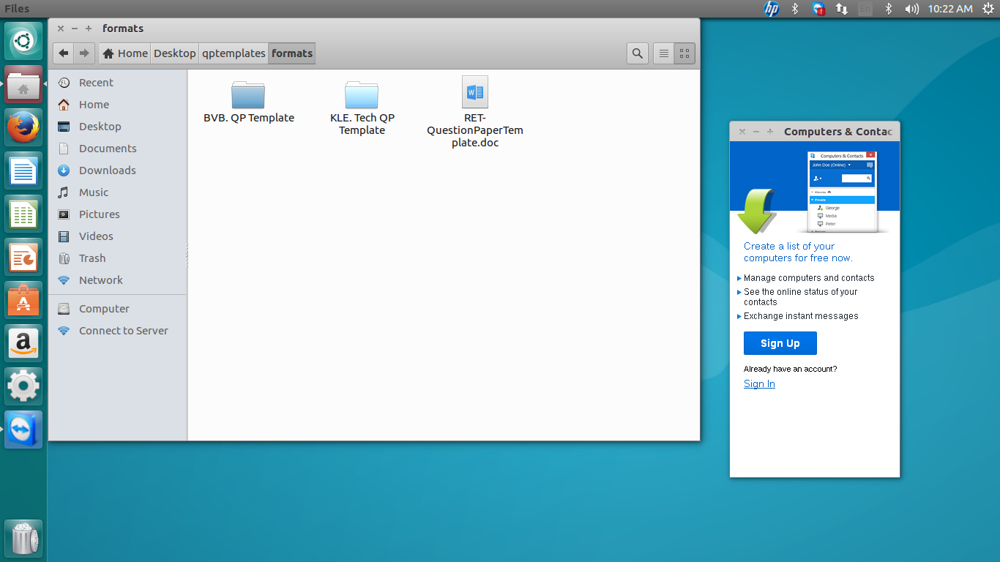 Files
hp
En
10:22 AM
formats
Home
Desktop
qptemplates
formats
Recent
Home
Desktop
Documents
Downloads
Music
Pictures
Videos
Trash
Network
Computer
Connect to Server
BVB. QP Template
KLE. Tech QP
Template
W
RET-
QuestionPaperTem
plate.doc
Computers & Contac
Computers & Contacts
John Doe (Online)
Private
George
Media
Peter
Create a list of your
computers for free now.
Manage computers and contacts
See the online status of your
contacts
Exchange instant messages
Sign Up
Already have an account?
Sign In